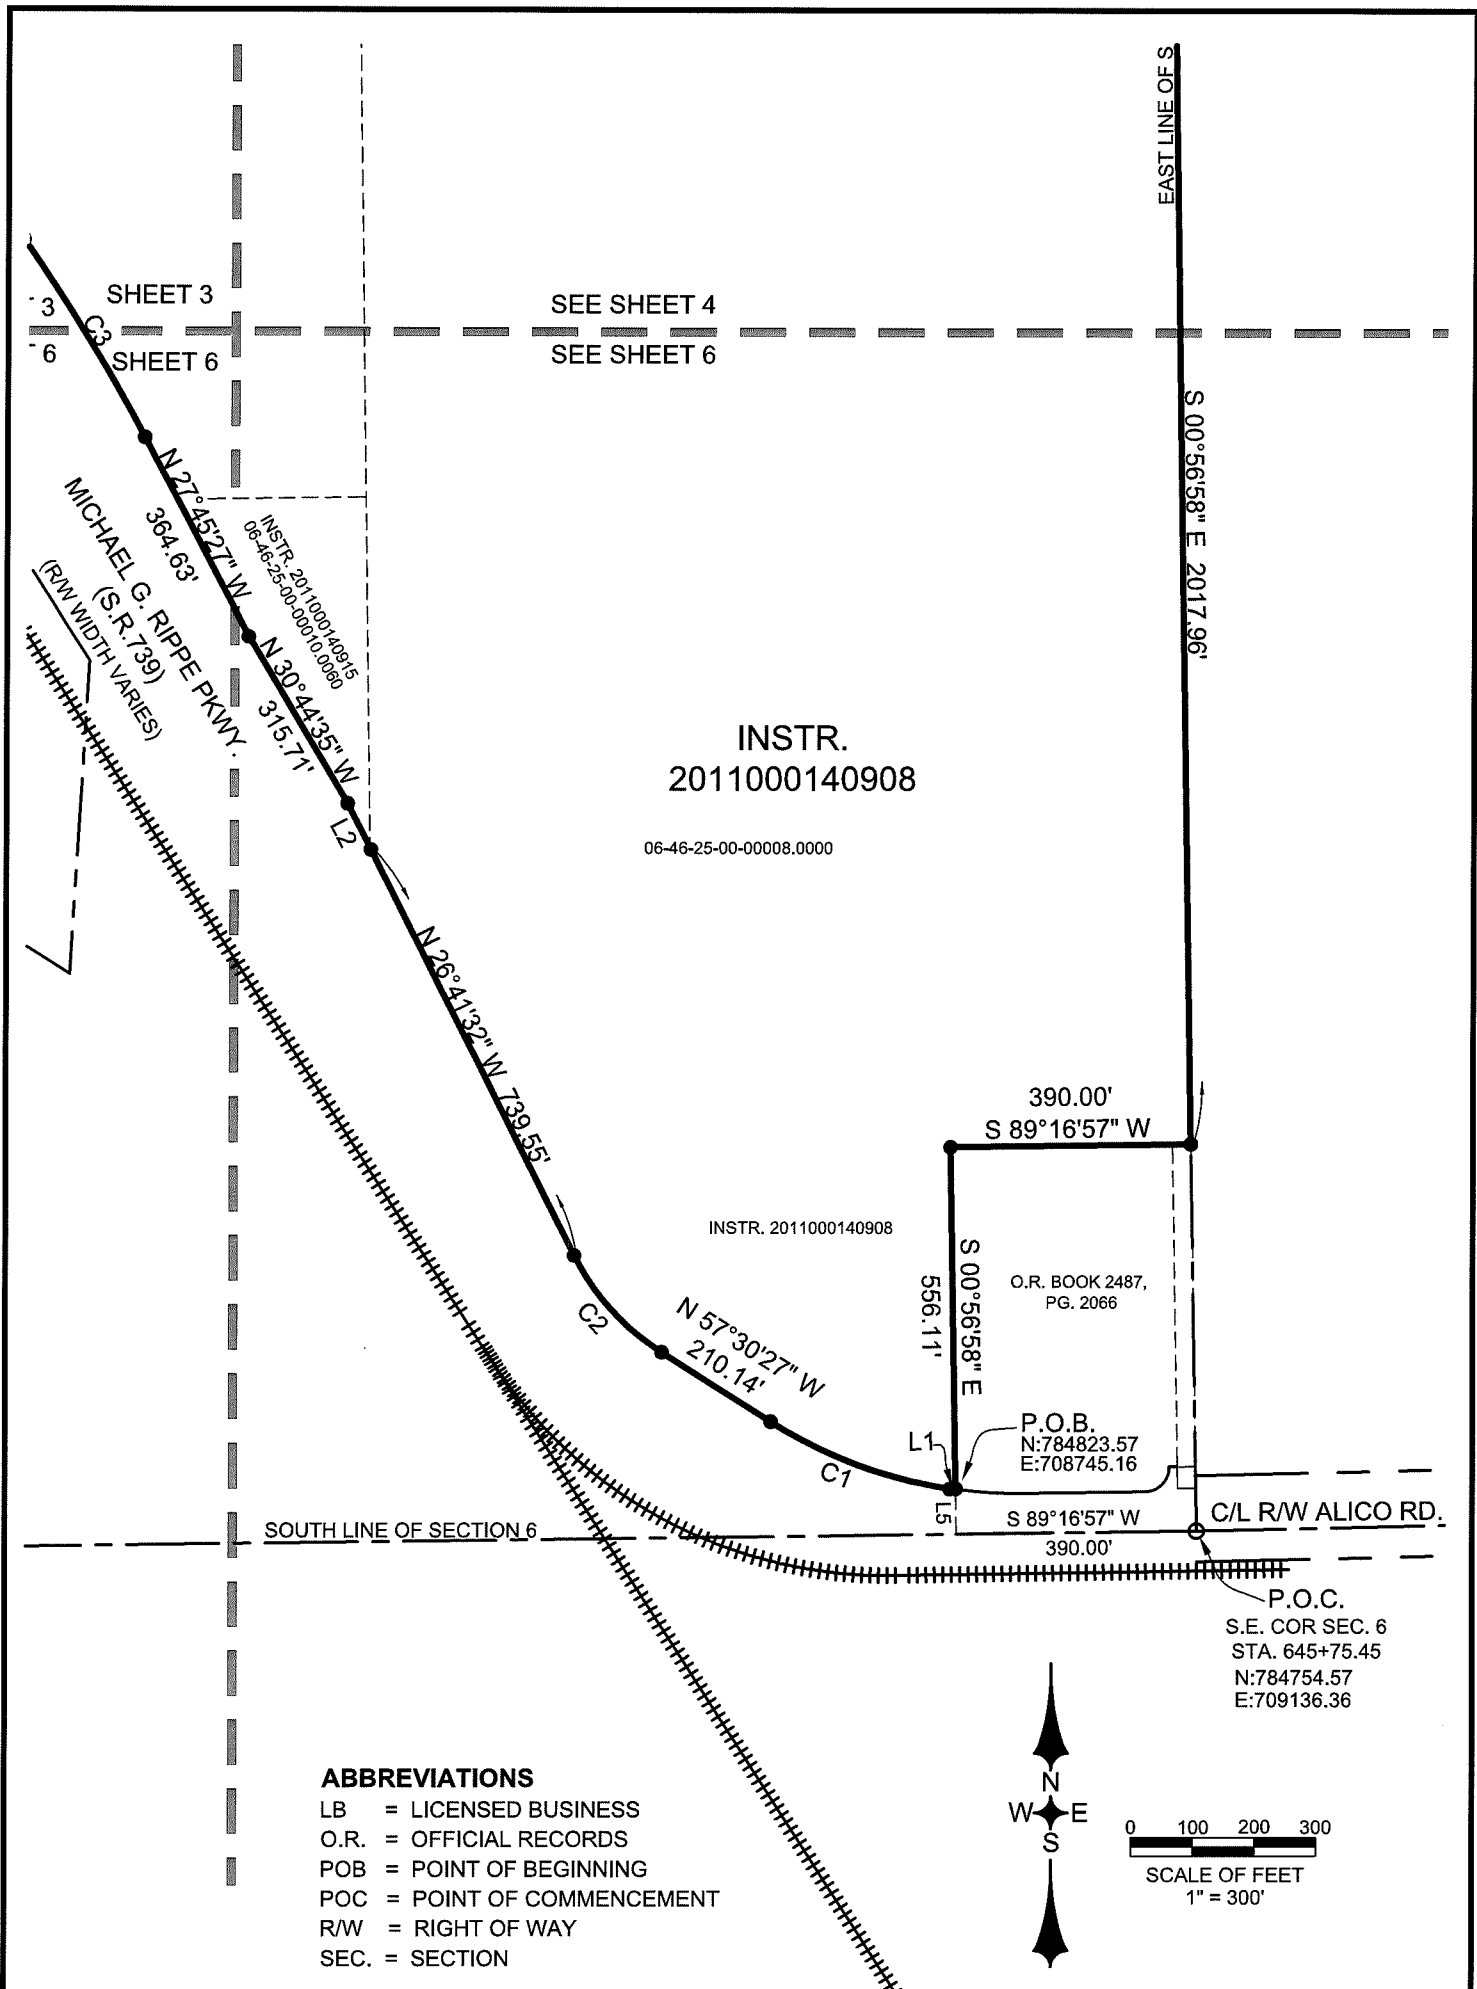 EAST LINE OF S
SHEET 3
SEE SHEET 4
- 3
C3
- 6
SHEET 6
SEE SHEET 6
S 00°56'58" E 2017.96'
N 27°45'27" W
364.63'
INSTR. 2011000140915
06-46-25-00-00010.0060
MICHAEL G. RIPPE PKWY.
(S.R.739)
(R/W WIDTH VARIES)
N 30°44'35" W
315.71'
L2
INSTR.
2011000140908
06-46-25-00-00008.0000
N 26°41'32" W 739.55'
390.00'
S 89°16'57" W
INSTR. 2011000140908
S 00°56'58" E
556.11'
O.R. BOOK 2487,
PG. 2066
C2
N 57°30'27" W
210.14'
C1
L1
P.O.B.
N:784823.57
E:708745.16
L5
S 89°16'57" W
390.00'
C/L R/W ALICO RD.
SOUTH LINE OF SECTION 6
P.O.C.
S.E. COR SEC. 6
STA. 645+75.45
N:784754.57
E:709136.36
ABBREVIATIONS
LB = LICENSED BUSINESS
O.R. = OFFICIAL RECORDS
POB = POINT OF BEGINNING
POC = POINT OF COMMENCEMENT
R/W = RIGHT OF WAY
SEC. = SECTION
N
W E
S
0 100 200 300
SCALE OF FEET
1" = 300'